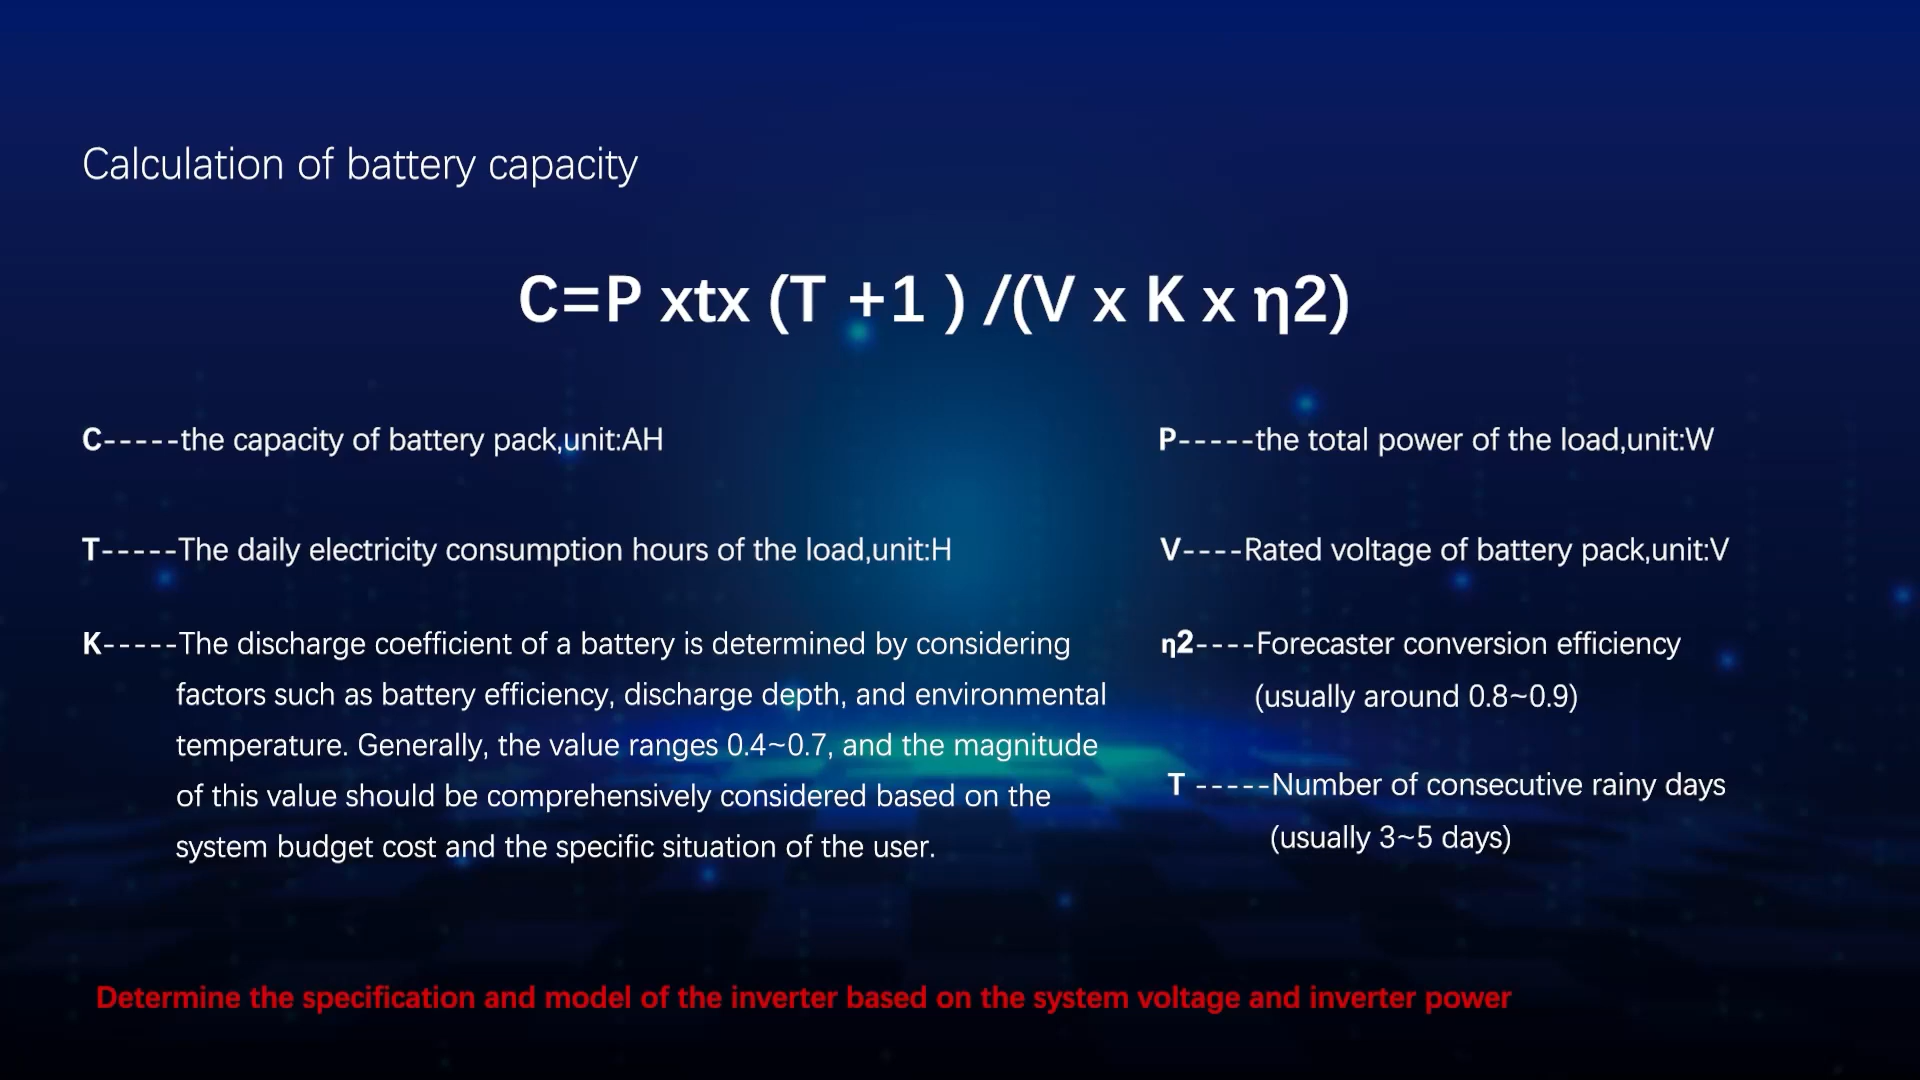 Calculation of battery capacity
C=P xtx (T +1 ) /(V x K x η2)
C-----the capacity of battery pack,unit:AH
P-----the total power of the load,unit:W
T-----The daily electricity consumption hours of the load,unit:H
V----Rated voltage of battery pack,unit:V
K-----The discharge coefficient of a battery is determined by considering
factors such as battery efficiency, discharge depth, and environmental
temperature. Generally, the value ranges 0.4~0.7, and the magnitude
of this value should be comprehensively considered based on the
system budget cost and the specific situation of the user.
η2----Forecaster conversion efficiency
(usually around 0.8~0.9)
T -----Number of consecutive rainy days
(usually 3~5 days)
Determine the specification and model of the inverter based on the system voltage and inverter power